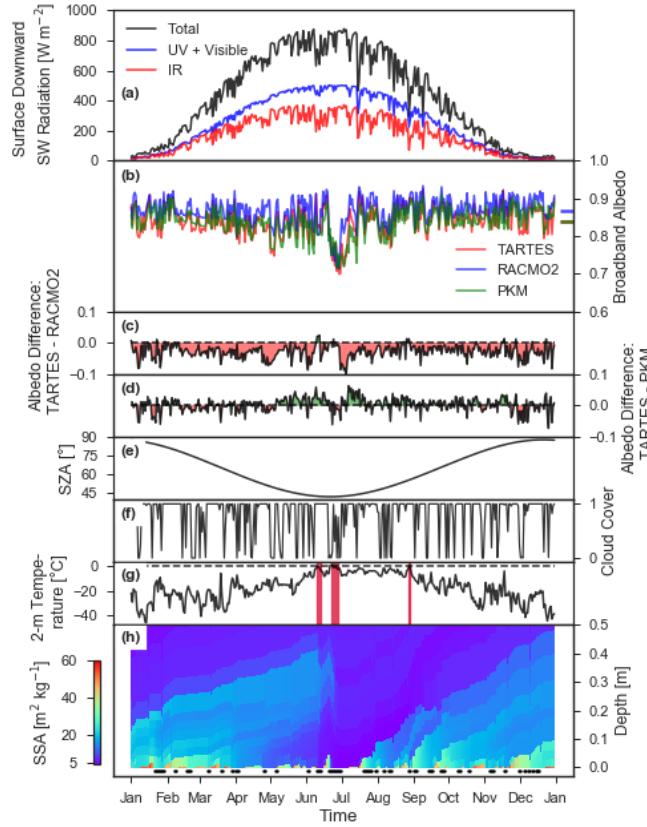 1000
800
600
400
200
0
Surface Downward
SW Radiation [W m−2]
Total
UV + Visible
IR
(a)
1.0
0.9
0.8
0.7
0.6
Broadband Albedo
(b)
TARTES
RACMO2
PKM
Albedo Difference:
TARTES - RACMO2
0.1
0.0
−0.1
(c)
(d)
0.1
0.0
−0.1
Albedo Difference:
TARTES - PKM
SZA [°]
90
75
60
45
(e)
(f)
1
0
Cloud Cover
2-m Tempe-
rature [°C]
0
−20
−40
(g)
(h)
SSA [m2 kg−1]
60
40
20
5
0.5
0.4
0.3
0.2
0.1
0.0
Depth [m]
Jan Feb Mar Apr May Jun Jul Aug Sep Oct Nov Dec Jan
Time